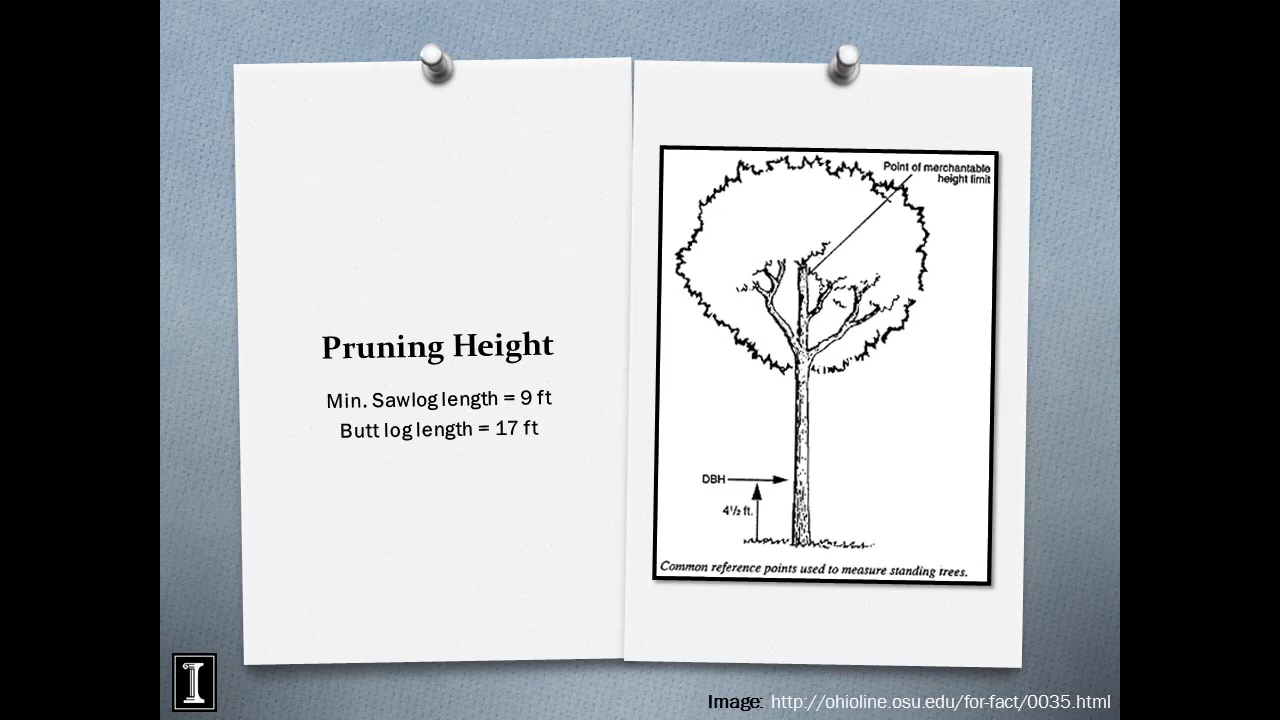 Pruning Height
Min. Sawlog length = 9 ft
Butt log length = 17 ft
Point of merchantable
height limit
DBH
4½ ft.
Common reference points used to measure standing trees.
I
Image: http://ohioline.osu.edu/for-fact/0035.html